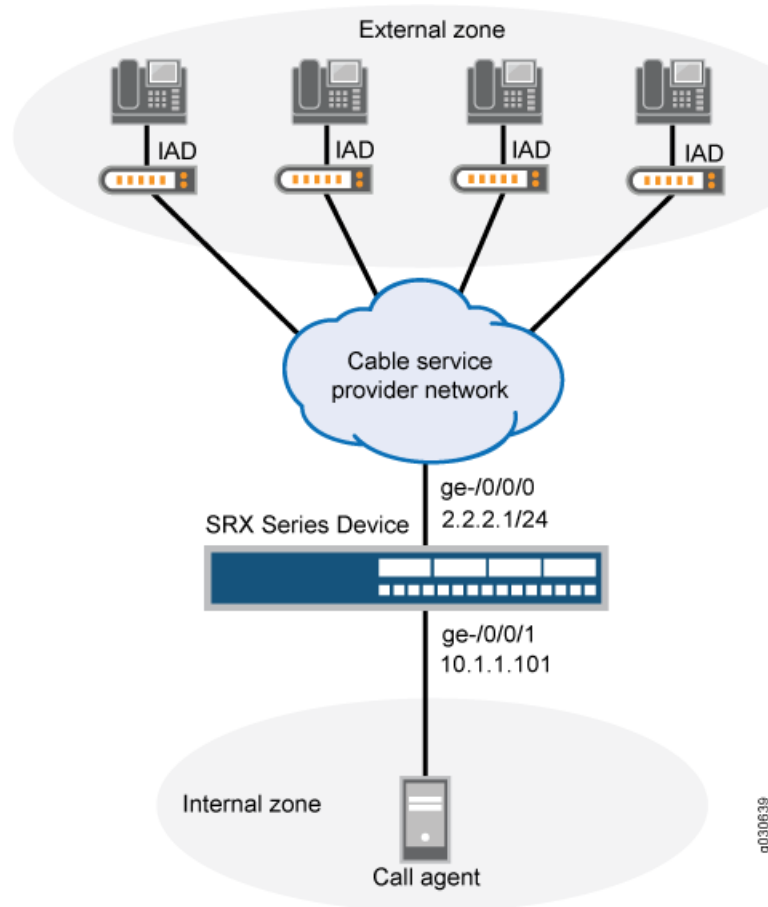 External zone
IAD
IAD
IAD
IAD
Cable service
provider network
ge-/0/0/0
2.2.2.1/24
SRX Series Device
ge-/0/0/1
10.1.1.101
Internal zone
Call agent
g030639